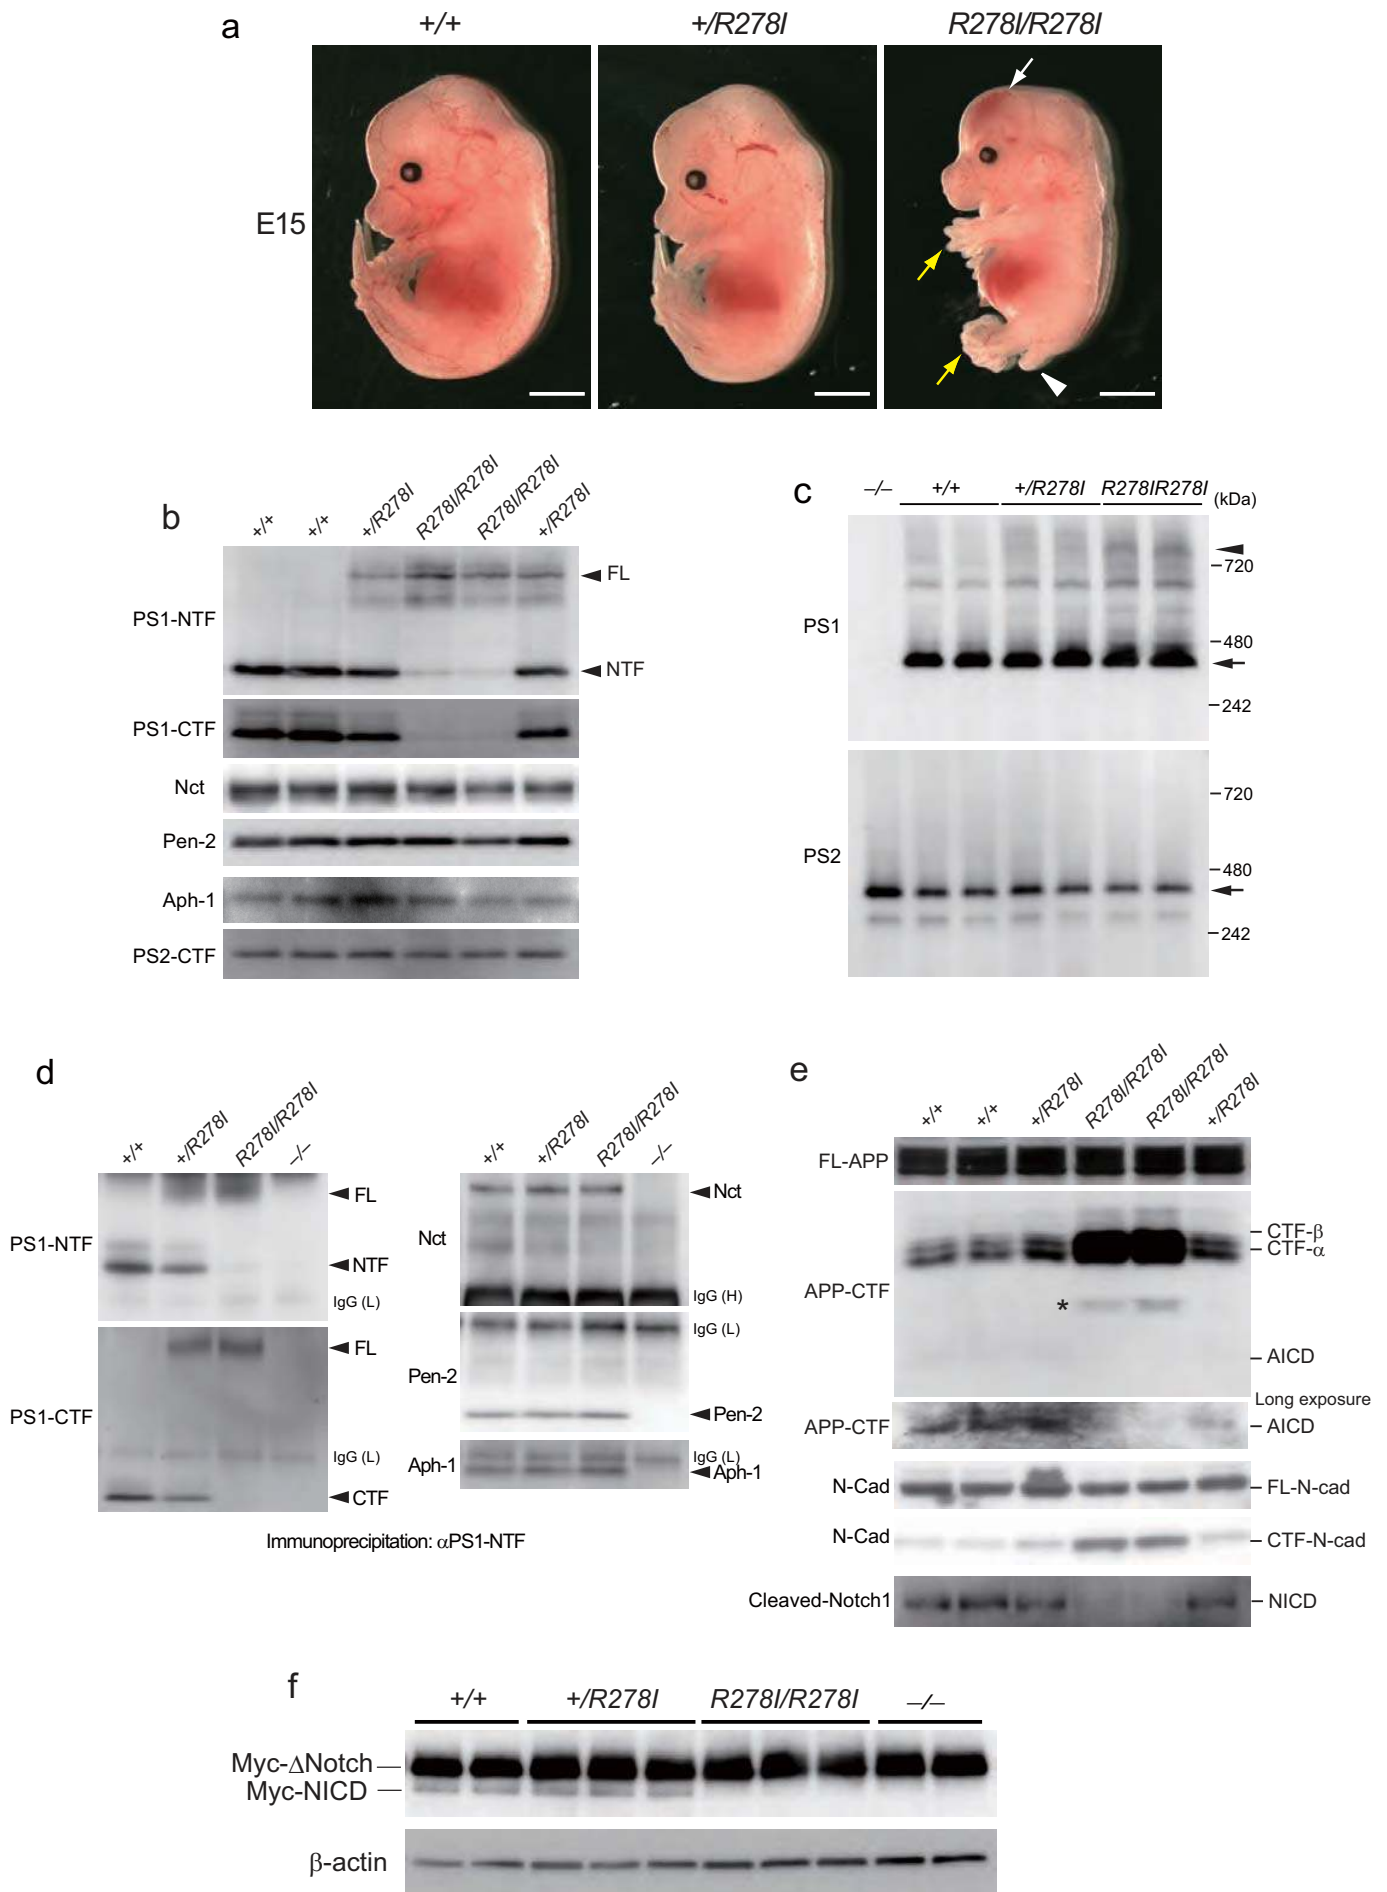 a
+/+ +/R278I R278I/R278I
E15
b
+/+ +/+ +/R278I R278I/R278I R278I/R278I +/R278I
PS1-NTF
FL
NTF
PS1-CTF
Nct
Pen-2
Aph-1
PS2-CTF
c
–/– +/+ +/R278I R278IR278I (kDa)
PS1
720
480
242
PS2
720
480
242
d
+/+ +/R278I R278I/R278I –/–
PS1-NTF
FL
NTF
IgG (L)
PS1-CTF
FL
IgG (L)
CTF
+/+ +/R278I R278I/R278I –/–
Nct
Nct
IgG (H)
Pen-2
IgG (L)
Pen-2
Aph-1
IgG (L)
Aph-1
Immunoprecipitation: αPS1-NTF
e
+/+ +/+ +/R278I R278I/R278I R278I/R278I +/R278I
FL-APP
APP-CTF
CTF-β
CTF-α
*
AICD
Long exposure
APP-CTF AICD
N-Cad FL-N-cad
N-Cad CTF-N-cad
Cleaved-Notch1 NICD
f
+/+ +/R278I R278I/R278I –/–
Myc-ΔNotch
Myc-NICD
β-actin